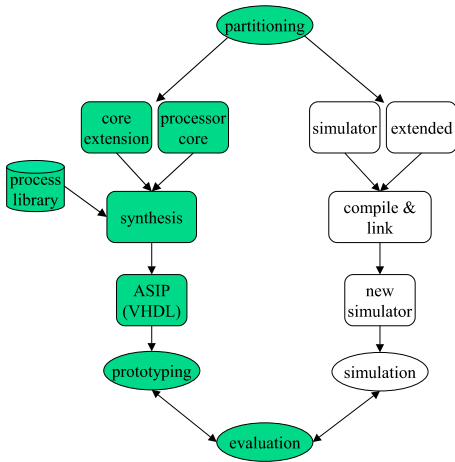 partitioning
core
extension
processor
core
simulator
extended
process
library
synthesis
compile &
link
ASIP
(VHDL)
new
simulator
prototyping
simulation
evaluation